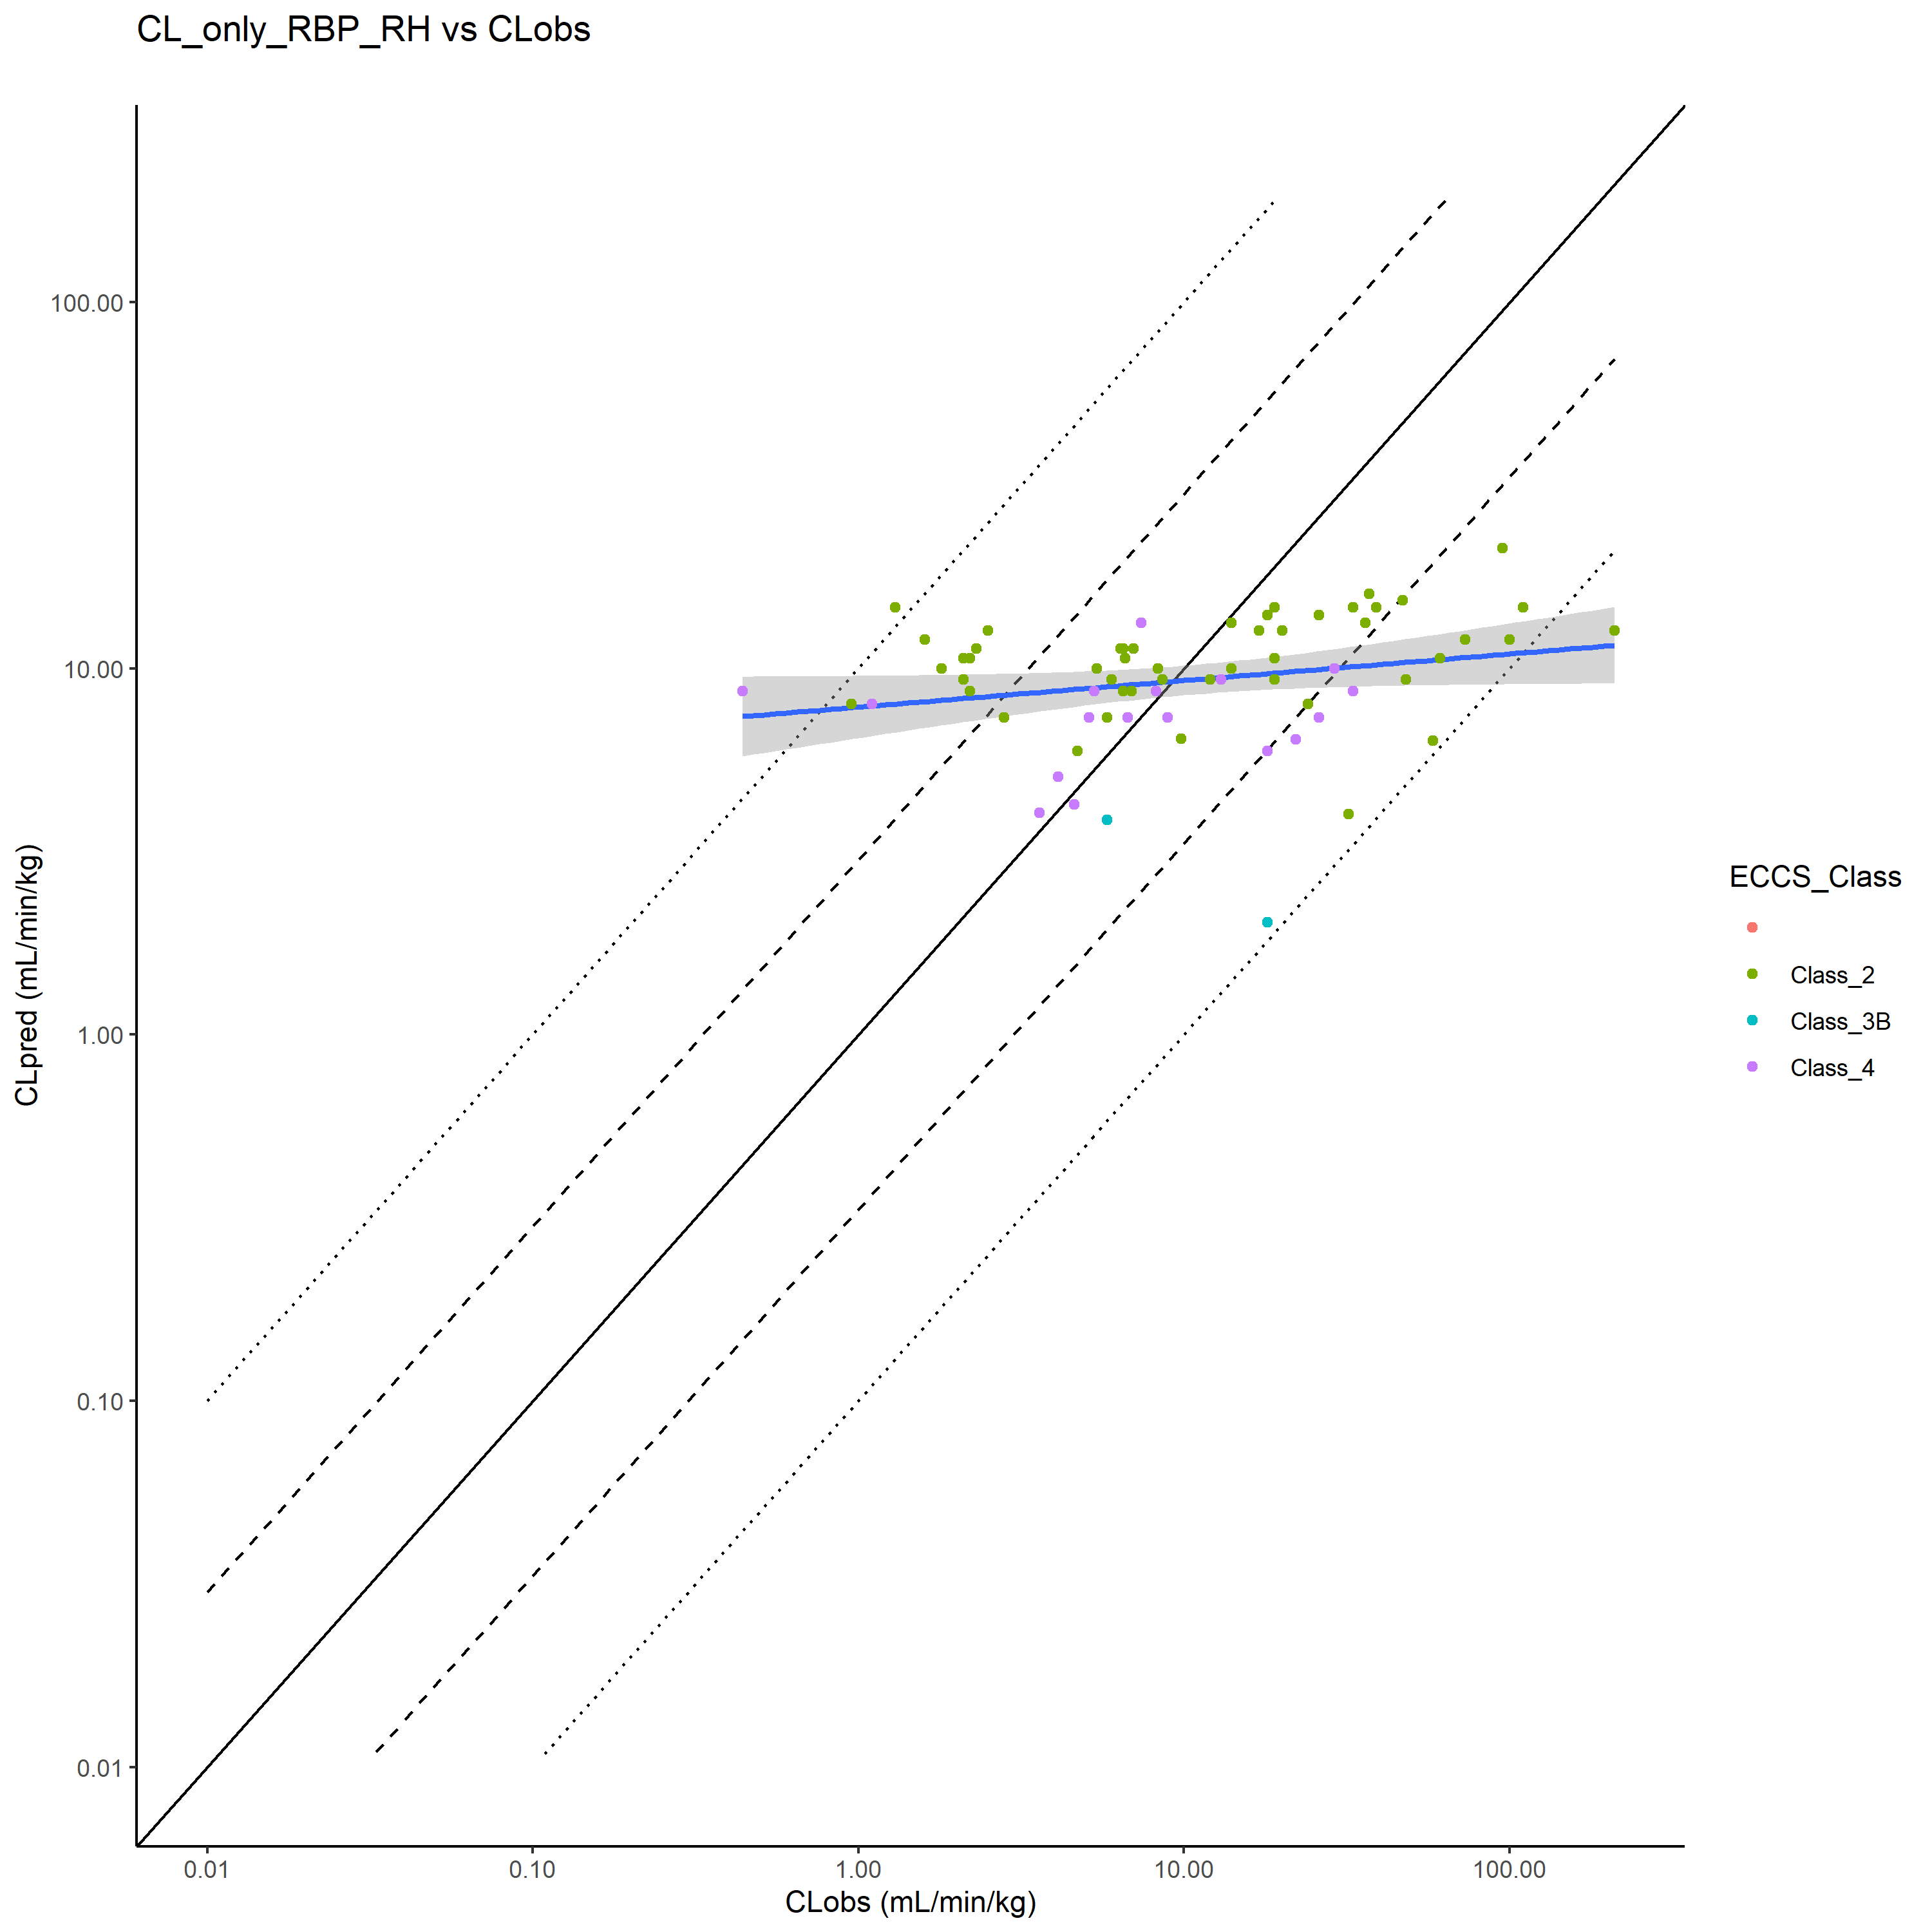 CL_only_RBP_RH vs CLobs
CLpred (mL/min/kg)
100.00
10.00
1.00
0.10
0.01
0.01
0.10
1.00
10.00
100.00
CLobs (mL/min/kg)
ECCS_Class
Class_2
Class_3B
Class_4